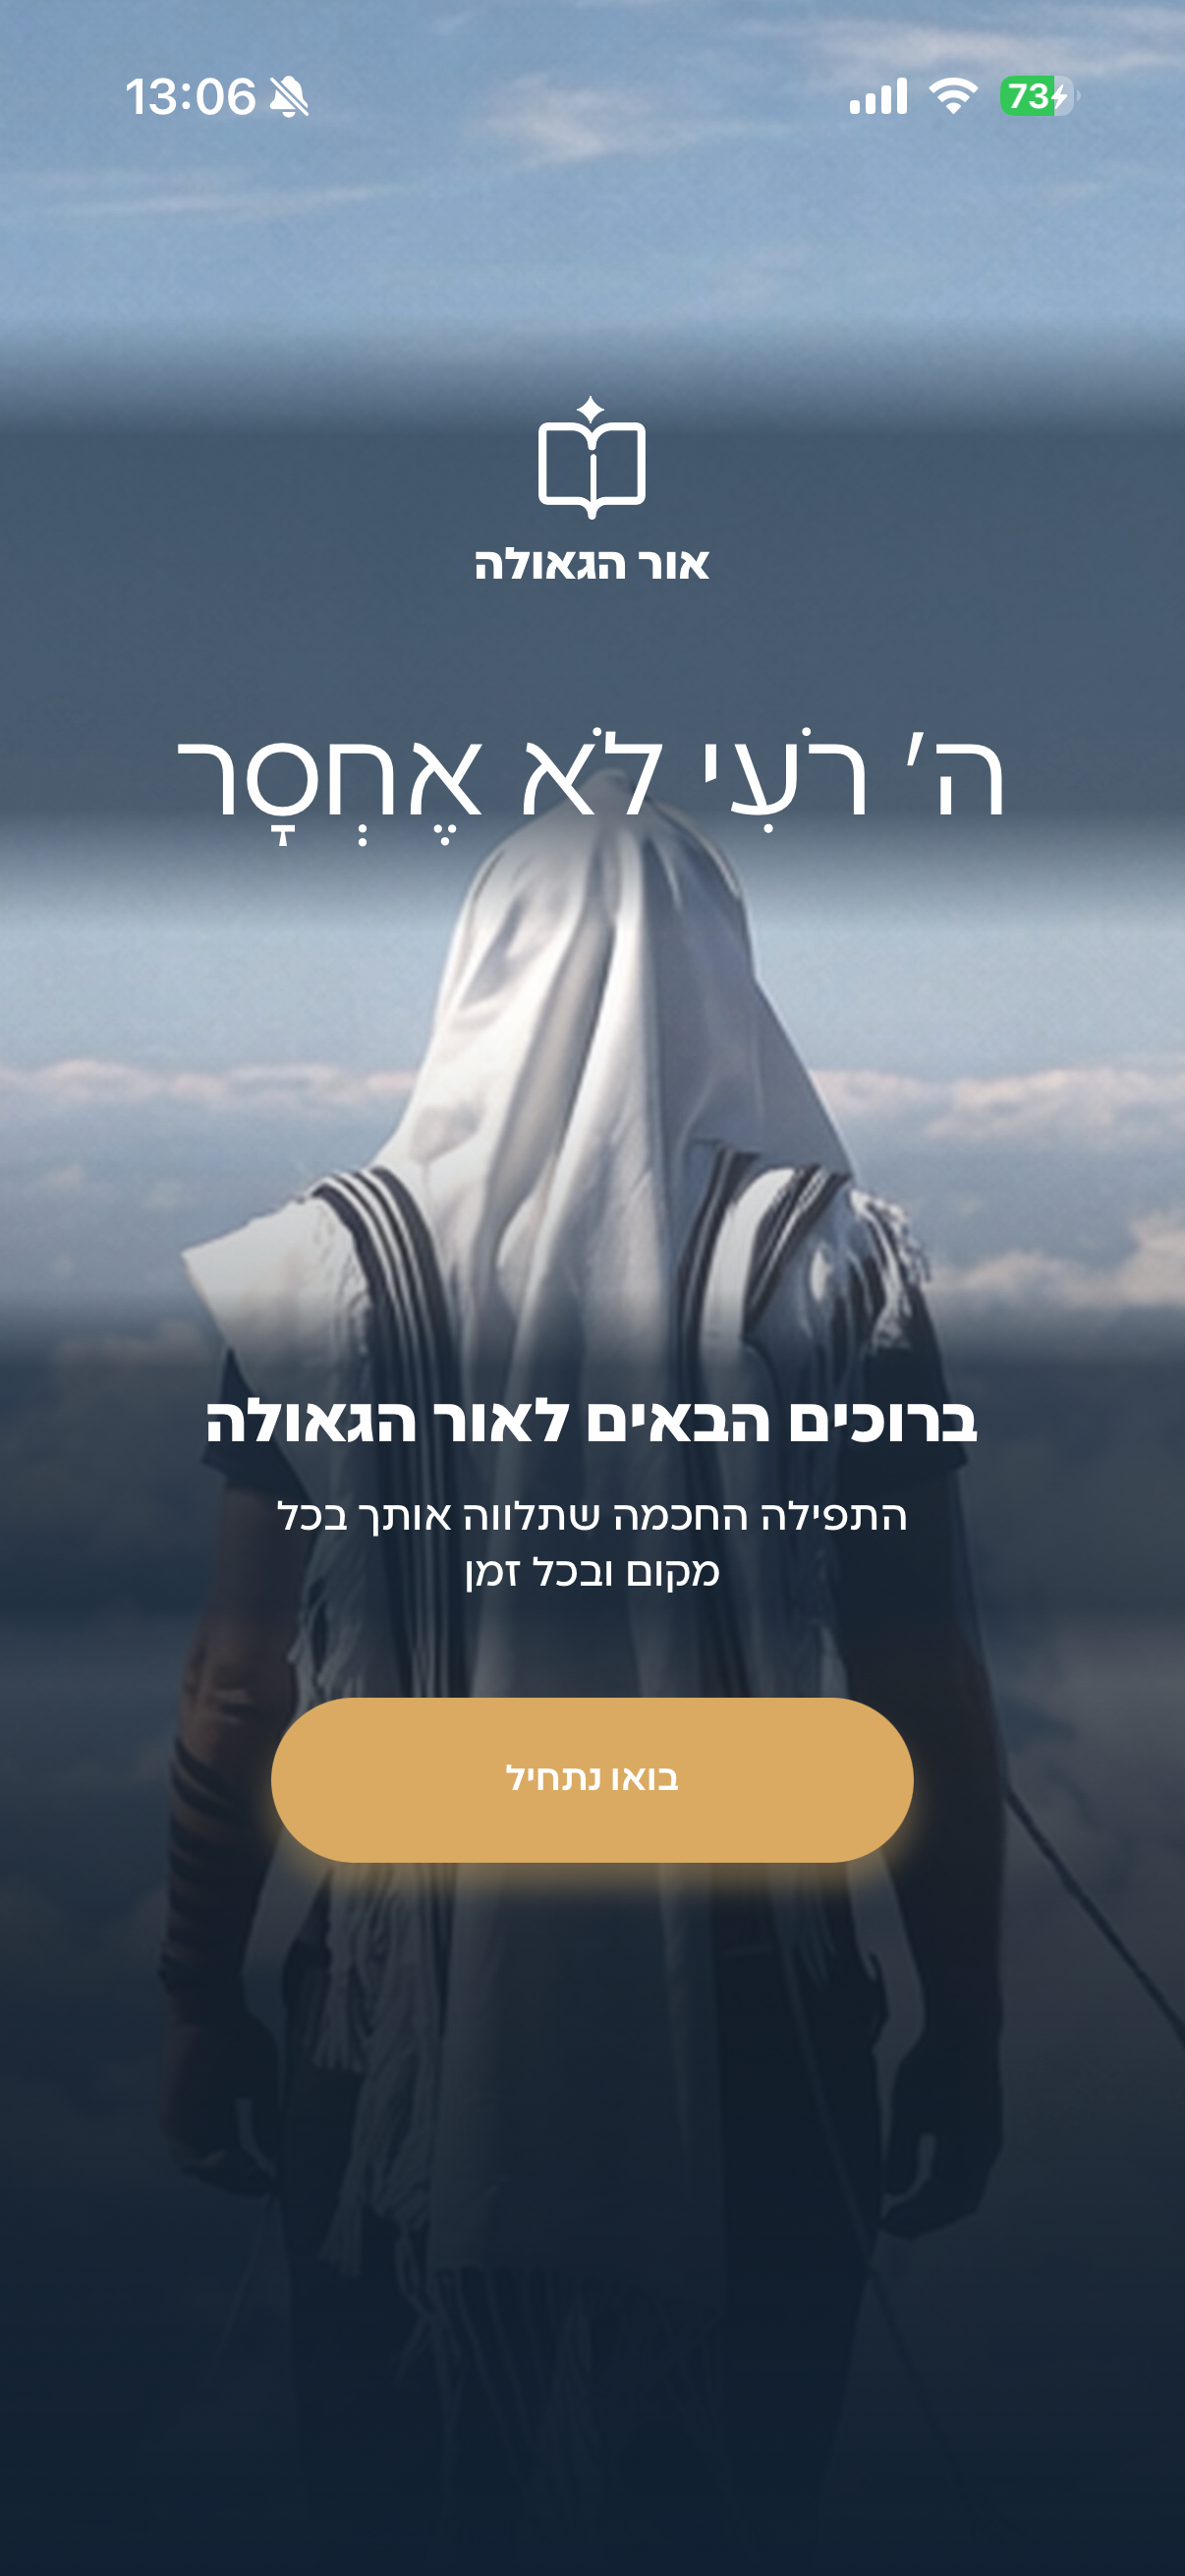 13:06
73
אור הגאולה
ה׳ רֹעִי לֹא אֶחְסָר
ברוכים הבאים לאור הגאולה
התפילה החכמה שתלווה אותך בכל
מקום ובכל זמן
בואו נתחיל